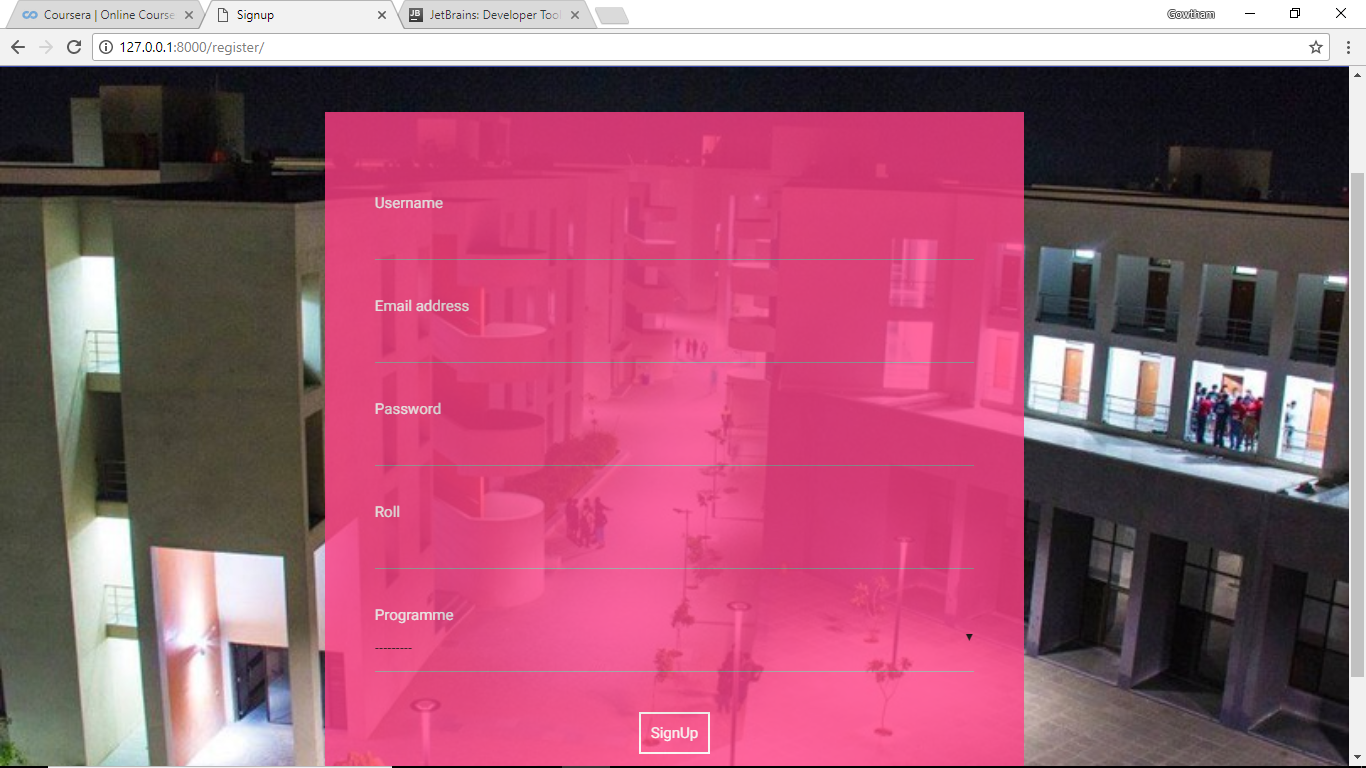 Coursera | Online Course
Signup
JetBrains: Developer Tool
Gowtham
127.0.0.1:8000/register/
Username
Email address
Password
Roll
Programme
---------
SignUp